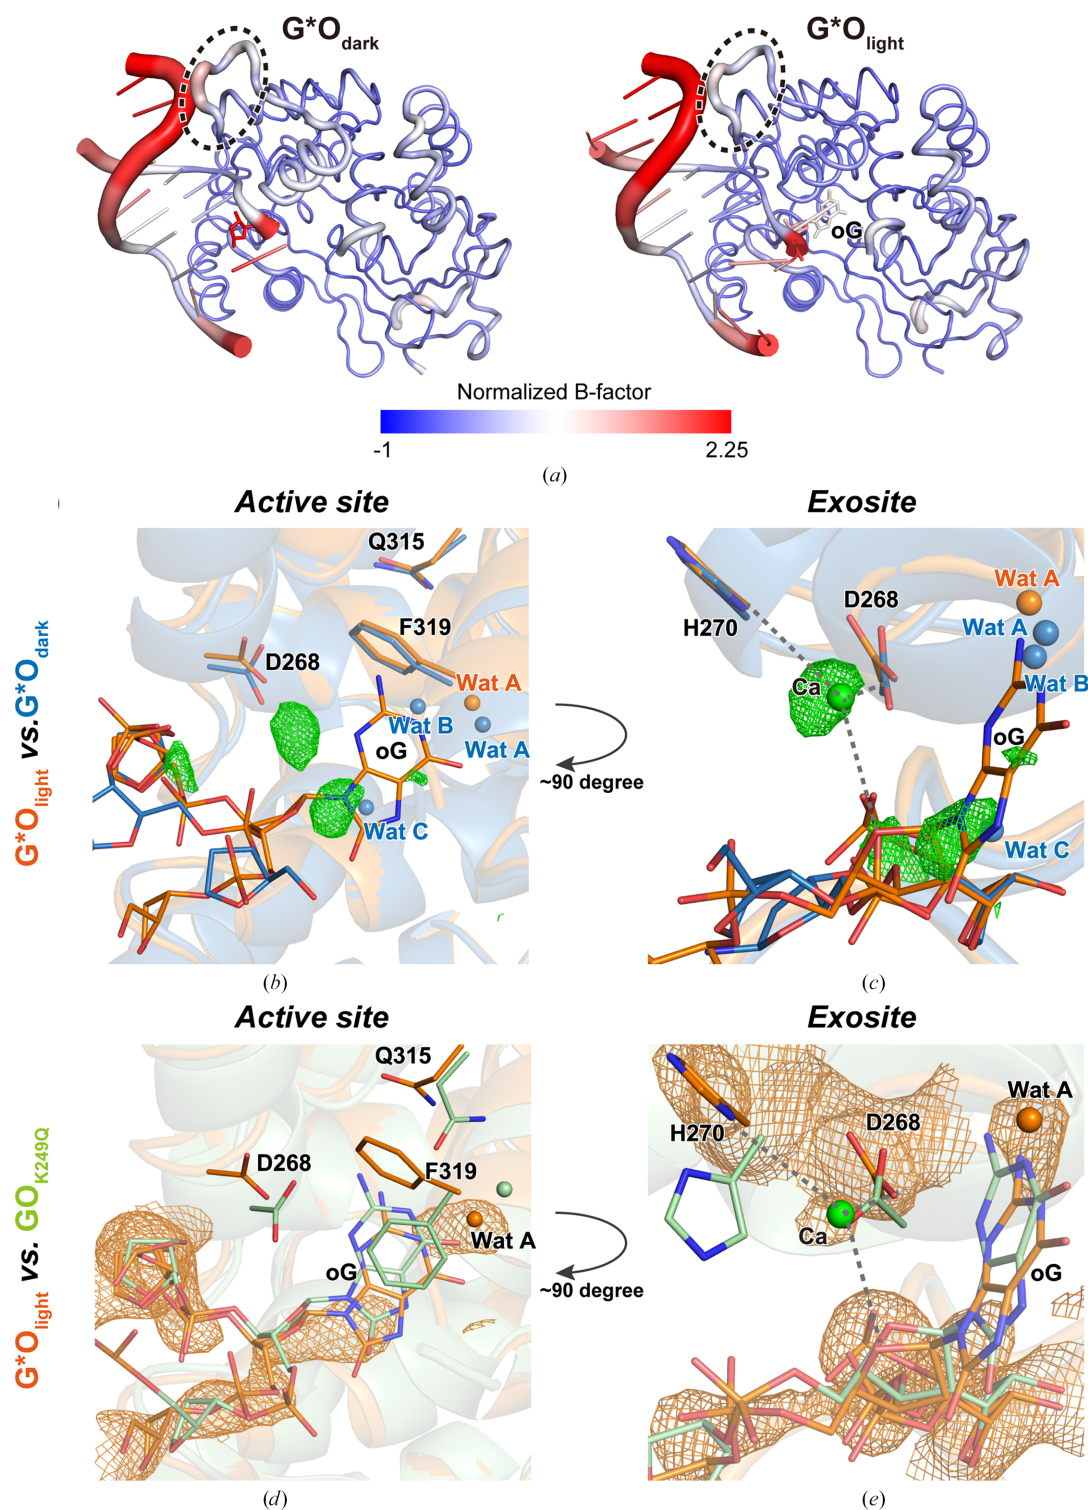 G*Odark
G*Olight
oG
Normalized B-factor
-1
2.25
(a)
Active site
Exosite
G*Olight vs. G*Odark
Q315
F319
D268
Wat A
Wat B
oG
Wat A
Wat C
~90 degree
Wat A
D268
H270
Wat A
Ca
Wat B
oG
Wat C
(b)
(c)
Active site
Exosite
G*Olight vs. GOK249Q
Q315
D268
F319
Wat A
oG
~90 degree
Wat A
D268
H270
Ca
oG
(d)
(e)